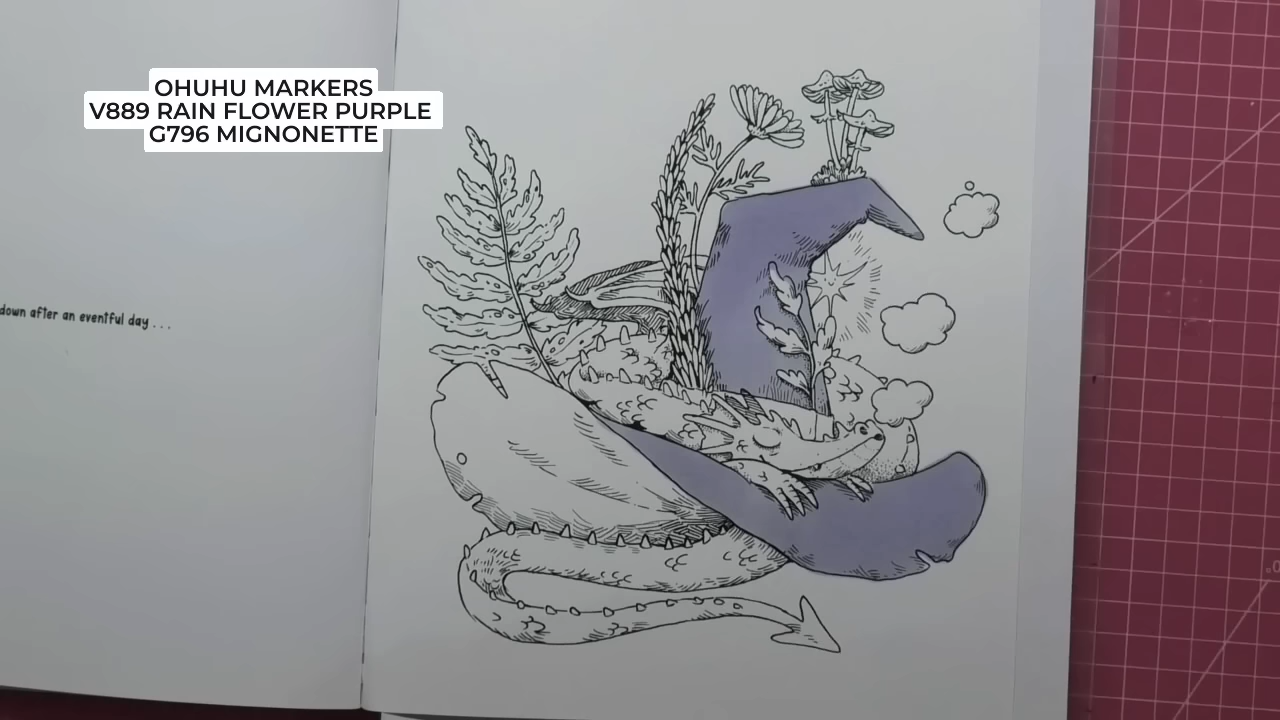 OHUHU MARKERS
V889 RAIN FLOWER PURPLE
G796 MIGNONETTE
down after an eventful day . . .